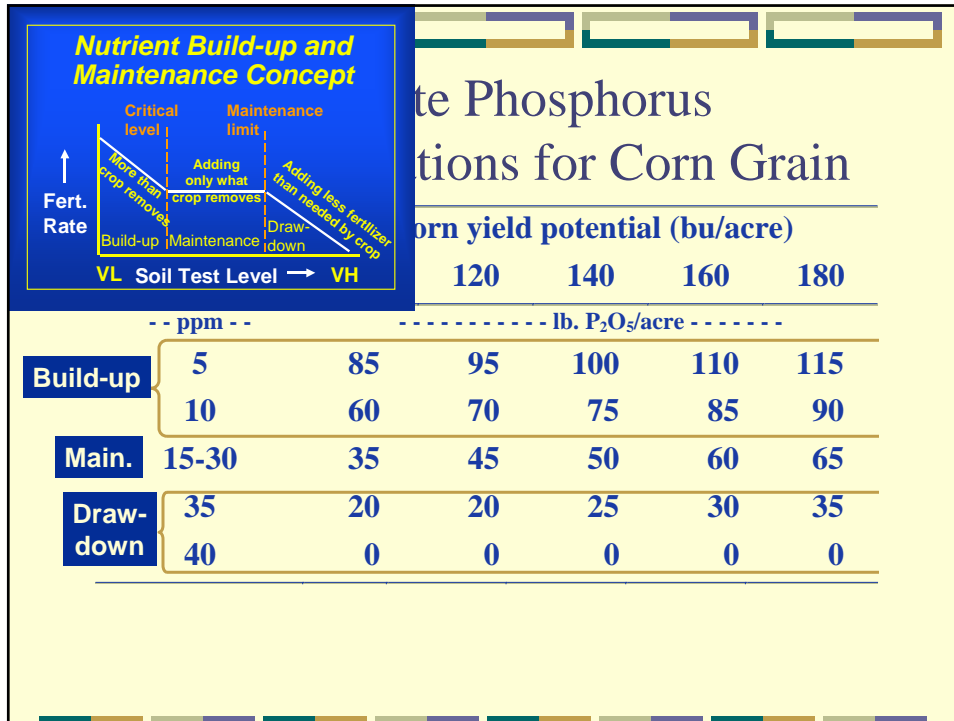 Nutrient Build-up and
Maintenance Concept
Critical
level
Maintenance
limit
More than
crop removes
Adding
only what
crop removes
Adding less fertilizer
than needed by crop
Fert.
Rate
Build-up
Maintenance
Draw-
down
VL Soil Test Level → VH
te Phosphorus
tions for Corn Grain
orn yield potential (bu/acre)
120 140 160 180
- - ppm - - - - - - - - - - - - - lb. P₂O₅/acre - - - - - - -
Build-up
5 85 95 100 110 115
10 60 70 75 85 90
Main. 15-30 35 45 50 60 65
Draw-
down
35 20 20 25 30 35
40 0 0 0 0 0